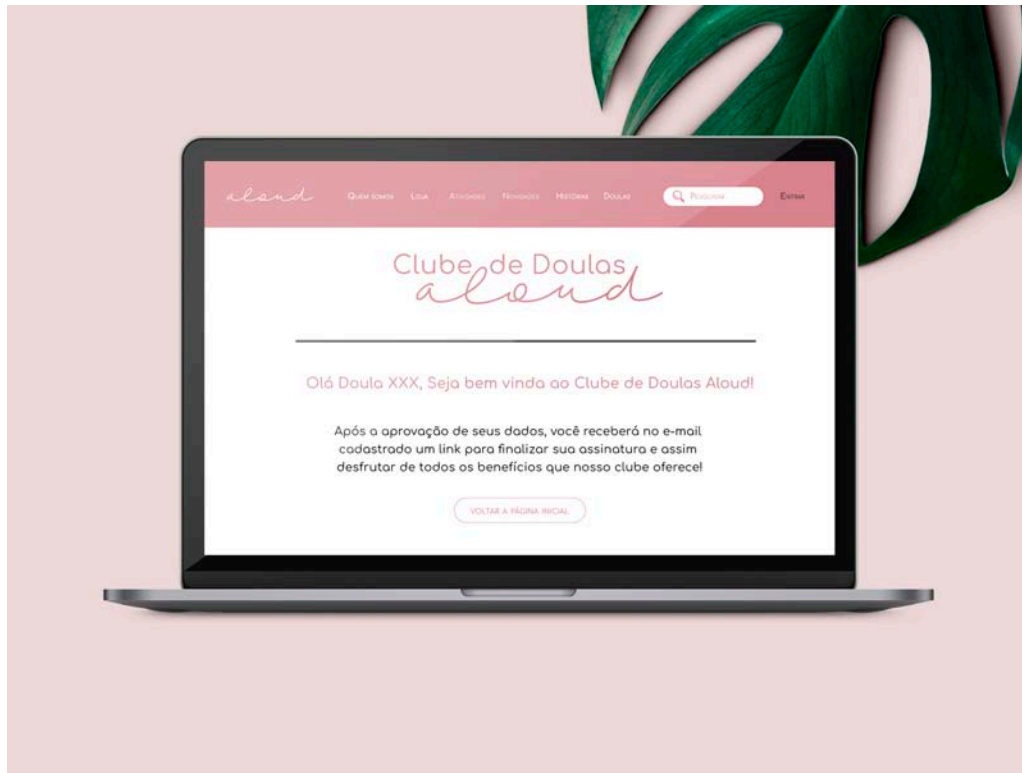 aloud
Quem somos Loja Atividades Novidades Histórias Doulas Pesquisar Entrar
Clube de Doulas
aloud
Olá Doula XXX, Seja bem vinda ao Clube de Doulas Aloud!
Após a aprovação de seus dados, você receberá no e-mail
cadastrado um link para finalizar sua assinatura e assim
desfrutar de todos os benefícios que nosso clube oferece!
VOLTAR A PÁGINA INICIAL